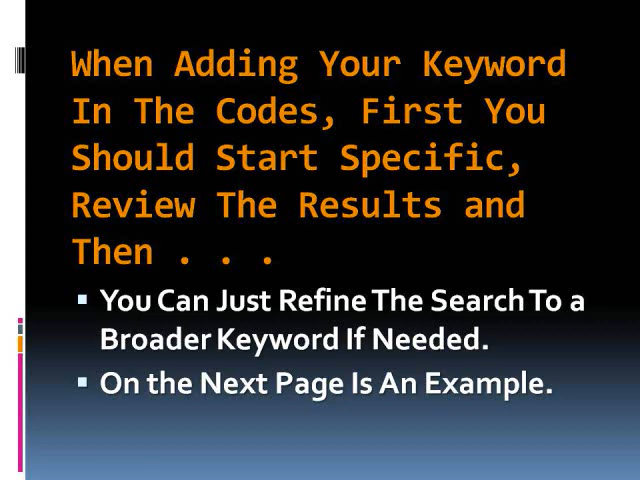 When Adding Your Keyword
In The Codes, First You
Should Start Specific,
Review The Results and
Then . . .
▪ You Can Just Refine The Search To a
Broader Keyword If Needed.
▪ On the Next Page Is An Example.